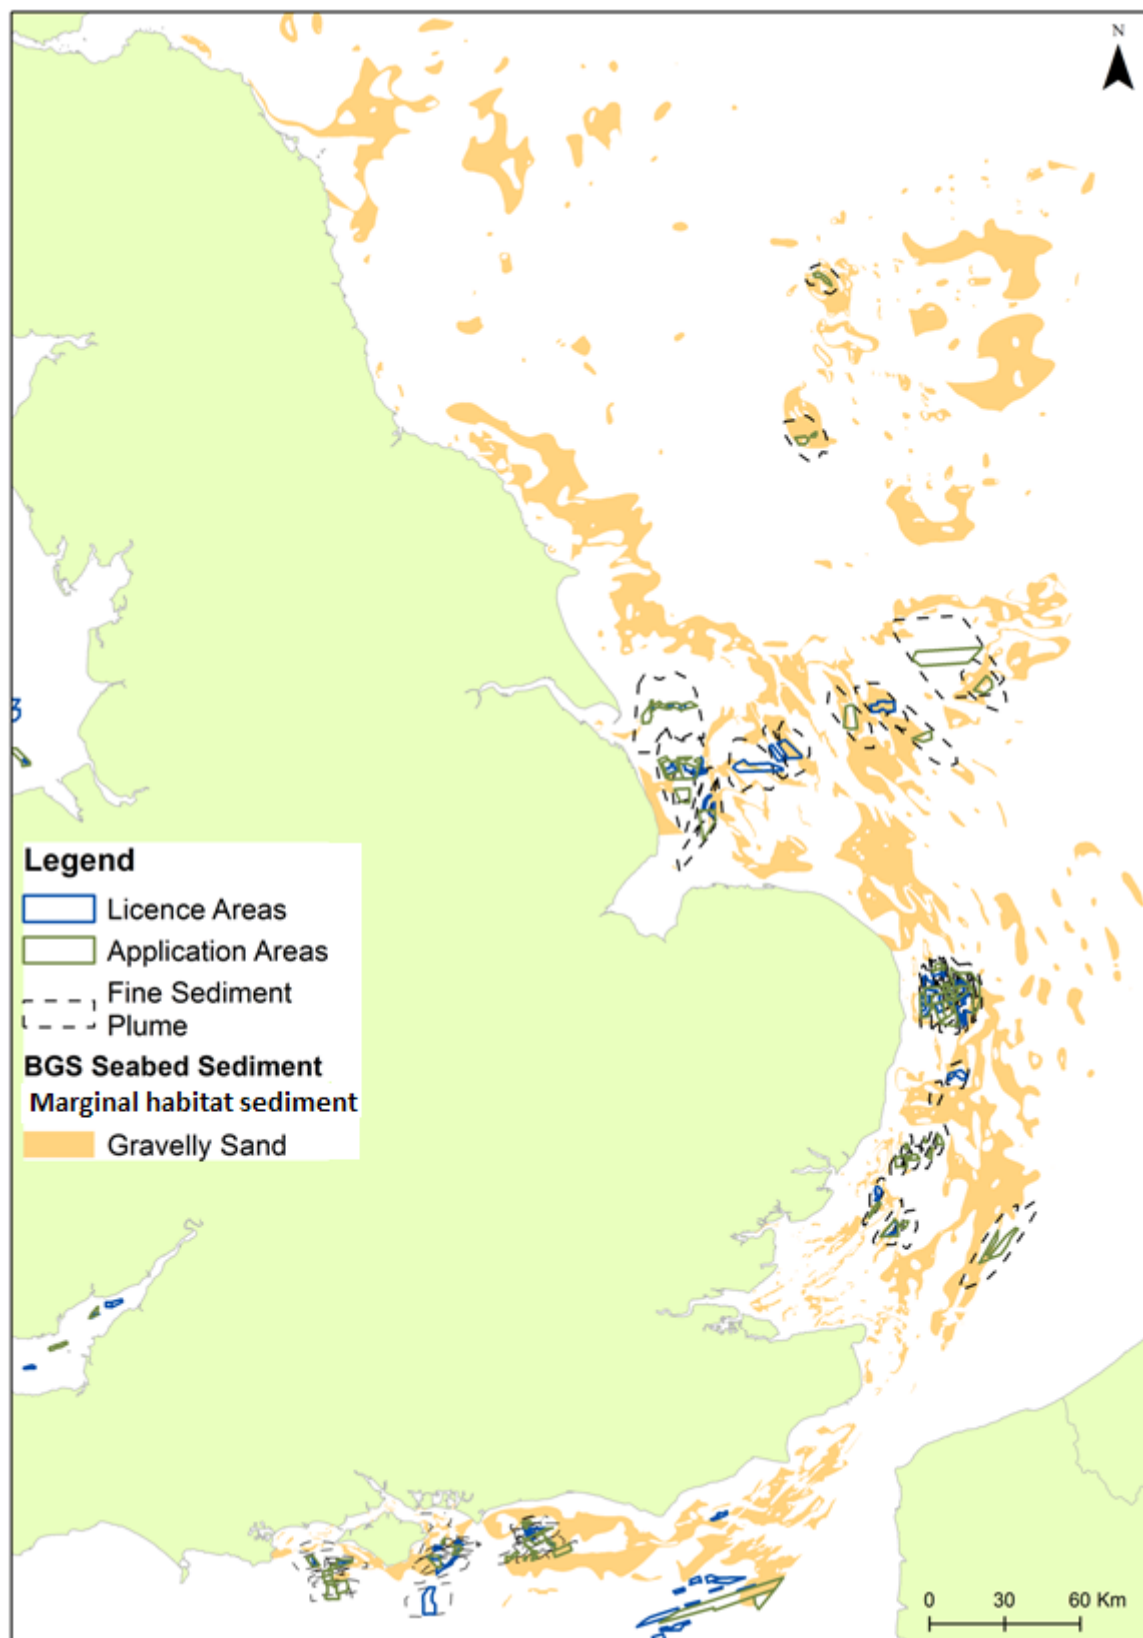 N
Legend
Licence Areas
Application Areas
Fine Sediment
Plume
BGS Seabed Sediment
Marginal habitat sediment
Gravelly Sand
0 30 60 Km